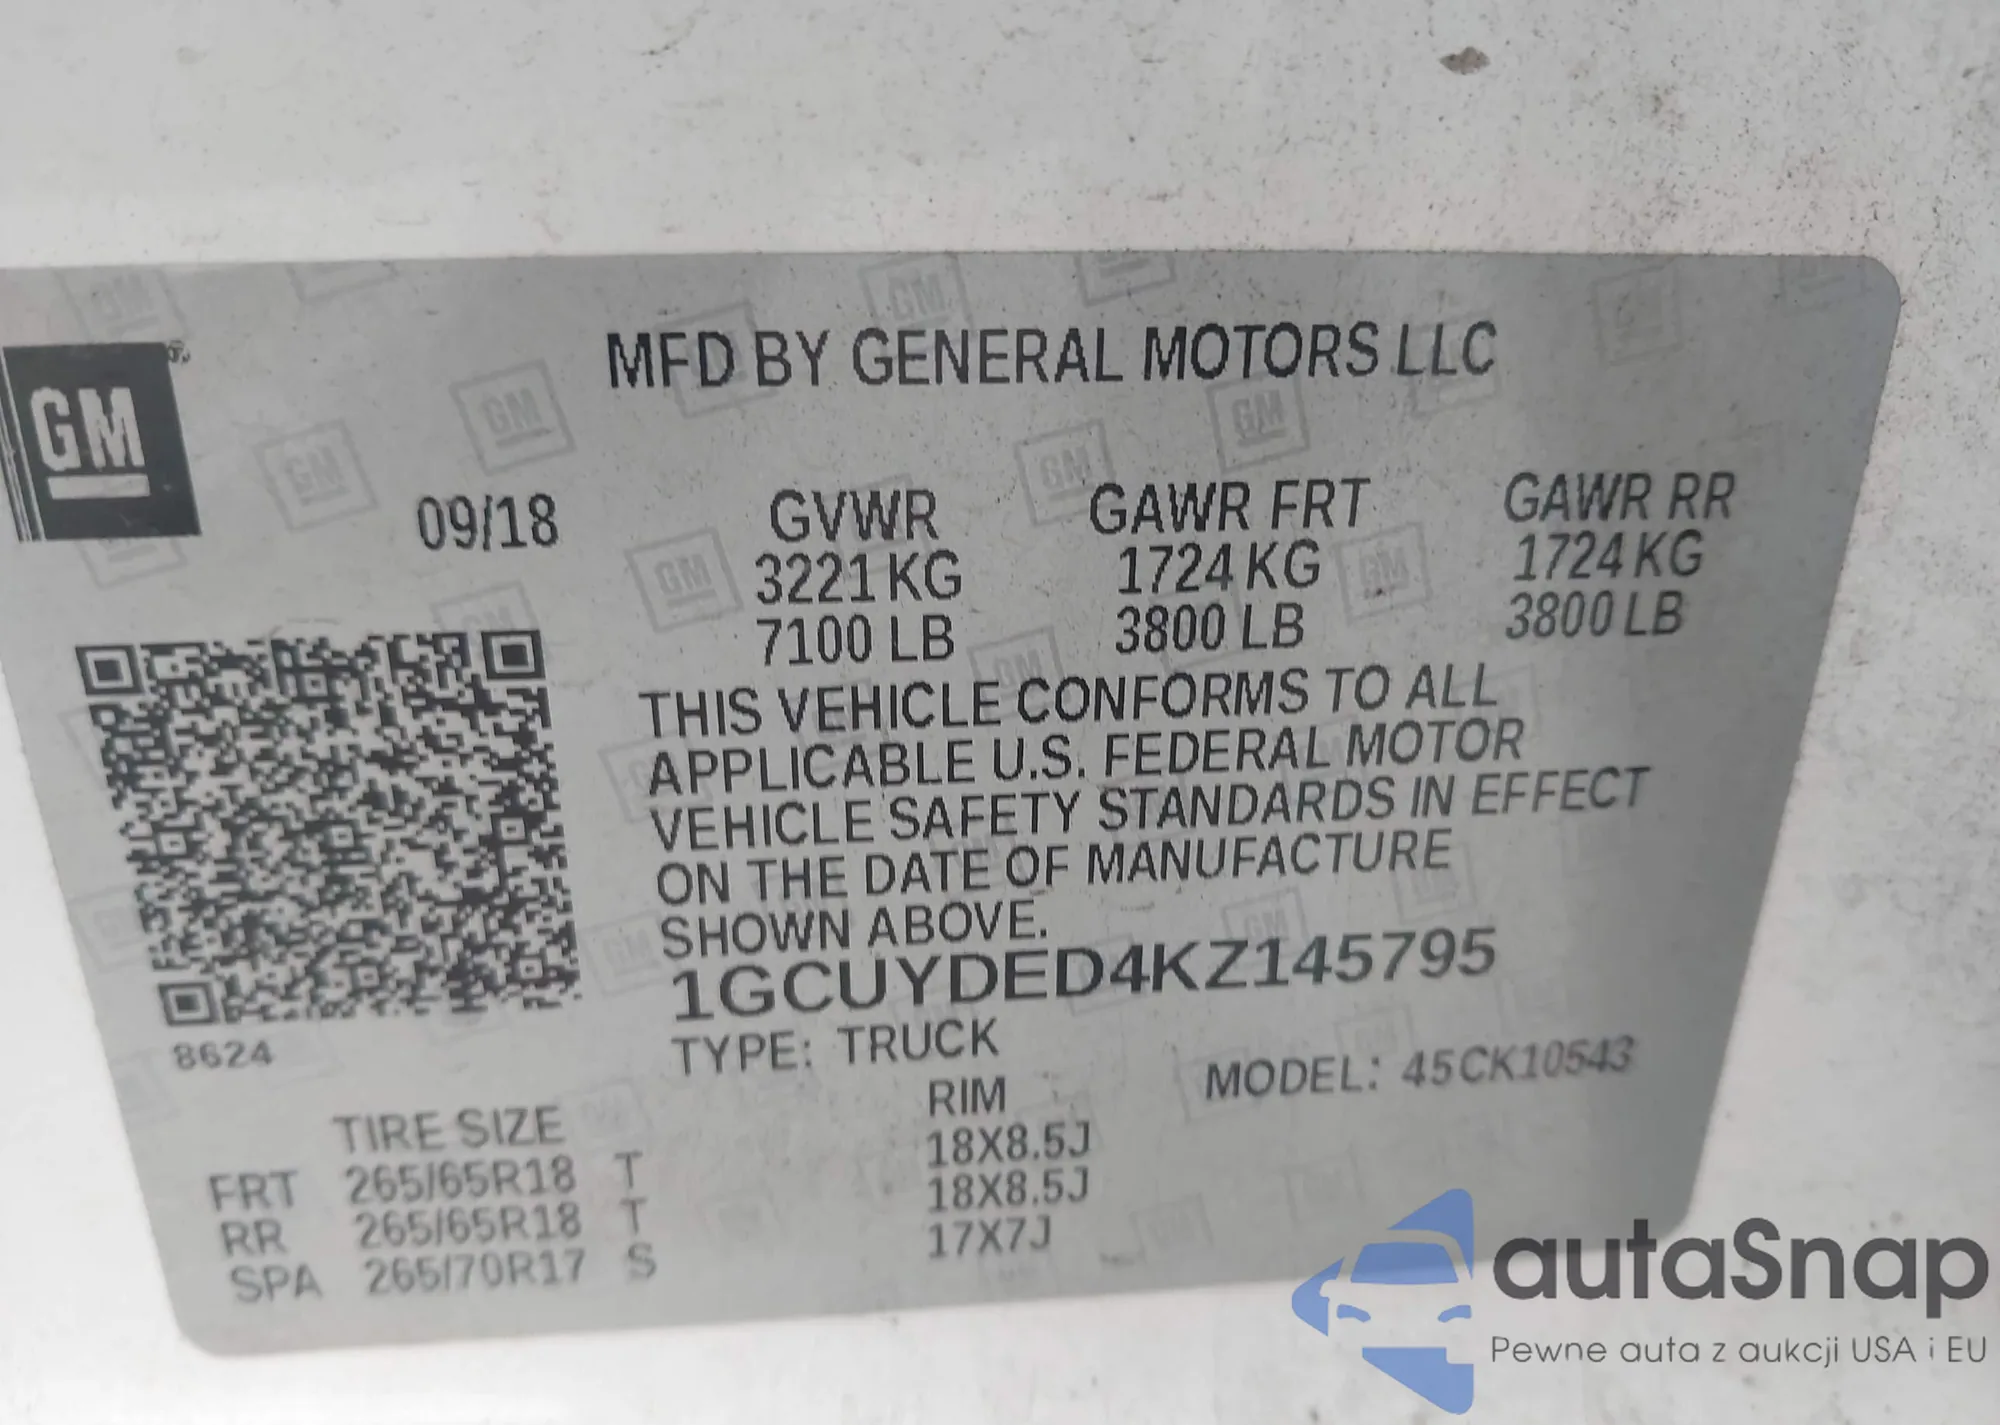 MFD BY GENERAL MOTORS LLC
GM
09/18 GVWR GAWR FRT GAWR RR
3221 KG 1724 KG 1724 KG
7100 LB 3800 LB 3800 LB
THIS VEHICLE CONFORMS TO ALL
APPLICABLE U.S. FEDERAL MOTOR
VEHICLE SAFETY STANDARDS IN EFFECT
ON THE DATE OF MANUFACTURE
SHOWN ABOVE.
1GCUYDED4KZ145795
8624
TYPE: TRUCK MODEL: 45CK10543
TIRE SIZE RIM
FRT 265/65R18 T 18X8.5J
RR 265/65R18 T 18X8.5J
SPA 265/70R17 S 17X7J
autaSnap
Pewne auta z aukcji USA i EU